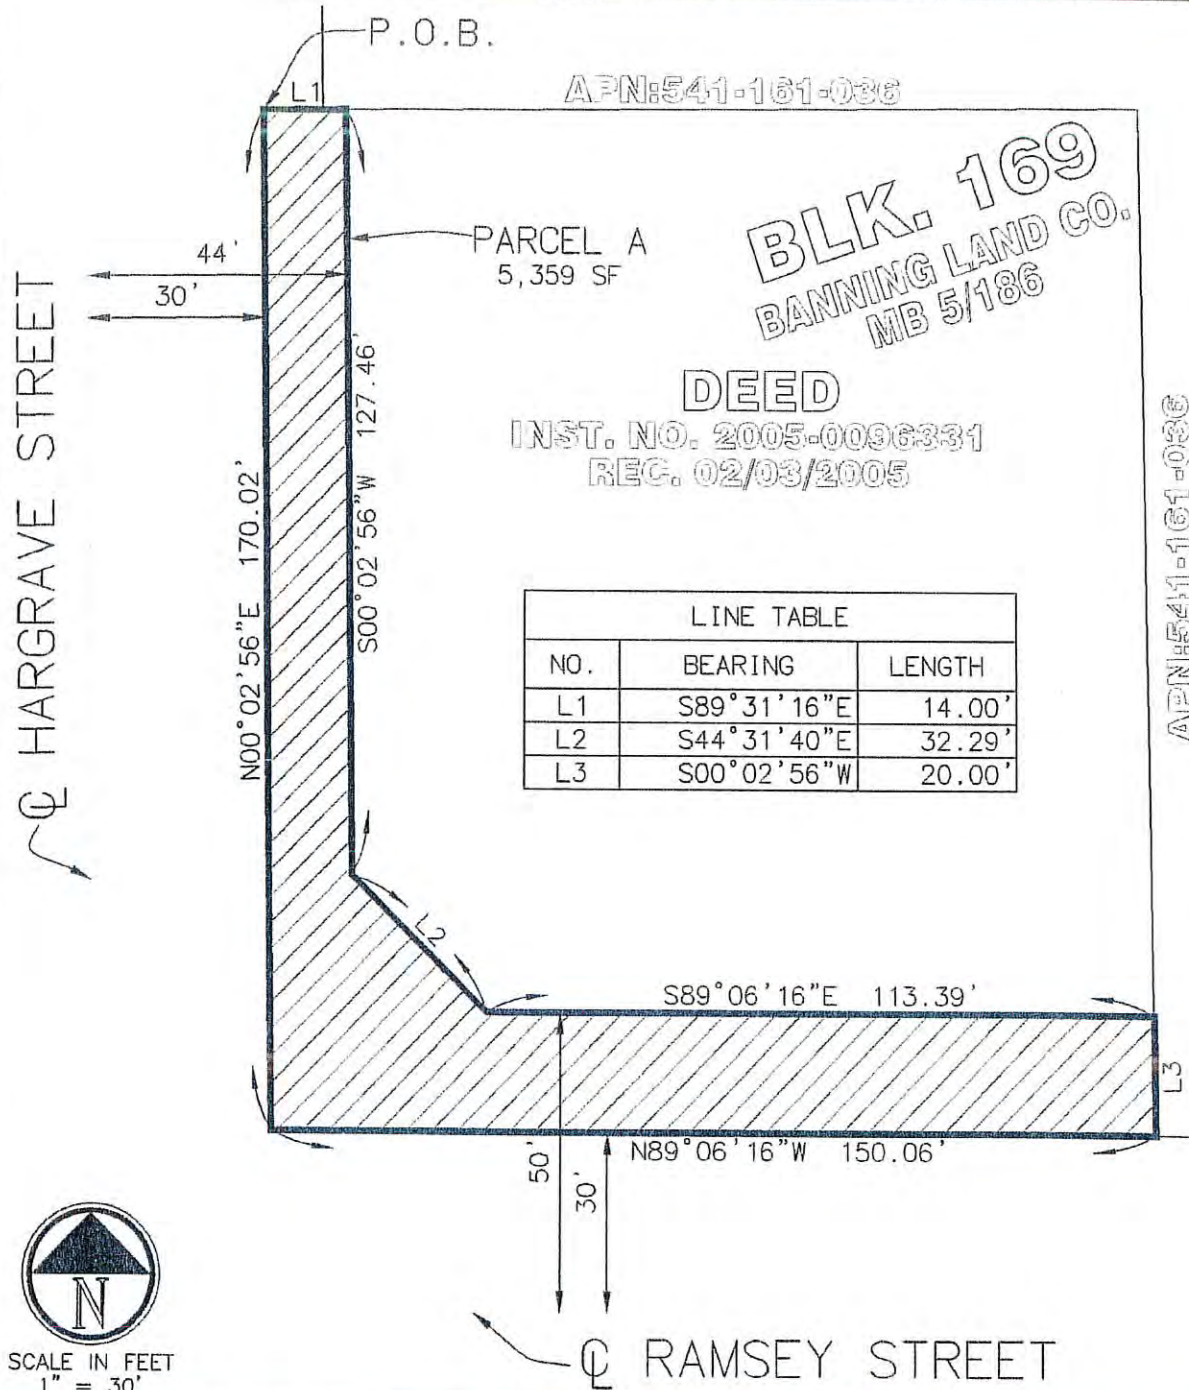 P.O.B.
L1
APN:541-161-036
BLK. 169
BANNING LAND CO.
MB 5/186
PARCEL A
5,359 SF
44'
30'
HARGRAVE STREET
N00°02'56"E 170.02'
S00°02'56"W 127.46'
DEED
INST. NO. 2005-0096331
REC. 02/03/2005
APN:541-161-036
LINE TABLE
NO. BEARING LENGTH
L1 S89°31'16"E 14.00'
L2 S44°31'40"E 32.29'
L3 S00°02'56"W 20.00'
℄
L2
S89°06'16"E 113.39'
L3
N89°06'16"W 150.06'
50'
30'
N
SCALE IN FEET
1" = 30'
℄ RAMSEY STREET